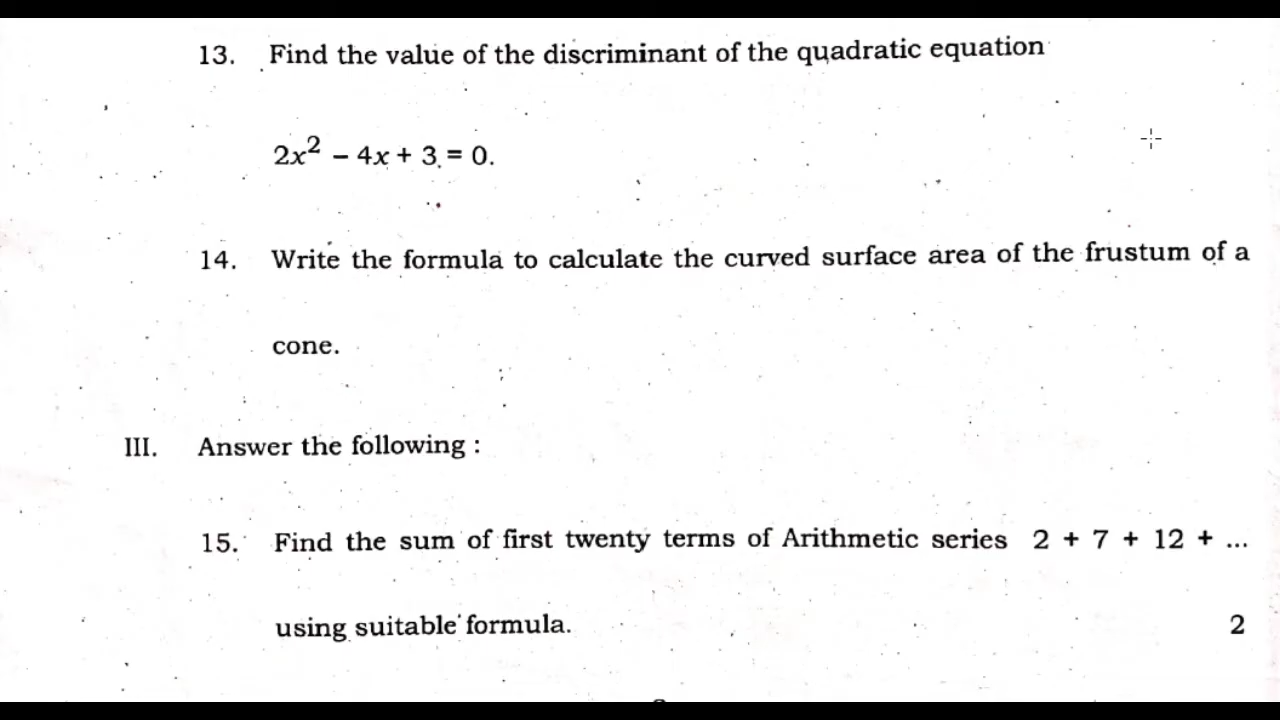 13. Find the value of the discriminant of the quadratic equation
2x² – 4x + 3 = 0.
14. Write the formula to calculate the curved surface area of the frustum of a
cone.
III. Answer the following :
15. Find the sum of first twenty terms of Arithmetic series 2 + 7 + 12 + ...
using suitable formula. 2